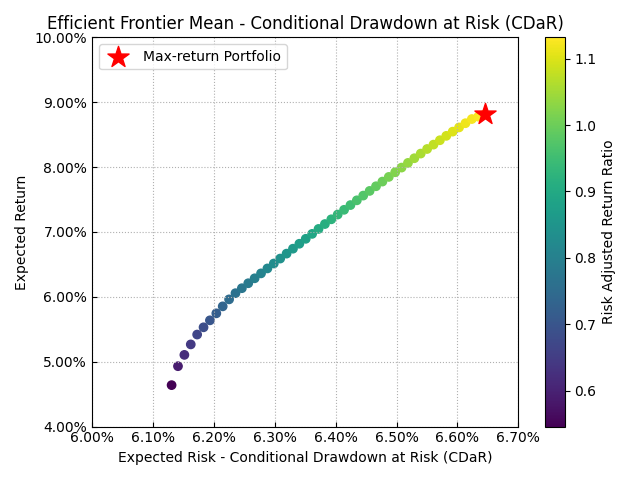 Efficient Frontier Mean - Conditional Drawdown at Risk (CDaR)
Max-return Portfolio
Expected Return
10.00%
9.00%
8.00%
7.00%
6.00%
5.00%
4.00%
6.00% 6.10% 6.20% 6.30% 6.40% 6.50% 6.60% 6.70%
Expected Risk - Conditional Drawdown at Risk (CDaR)
1.1
1.0
0.9
0.8
0.7
0.6
Risk Adjusted Return Ratio